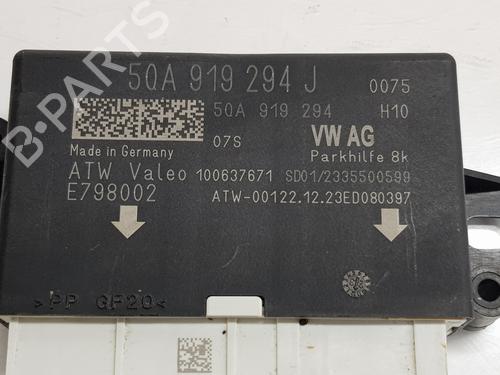 5QA 919 294 J 0075
5QA 919 294 H10
07S VW AG
Made in Germany Parkhilfe 8k
ATW Valeo 100637671 SD01/2335500599
E798002 ATW-00122.12.23ED080397
>PP GF20<